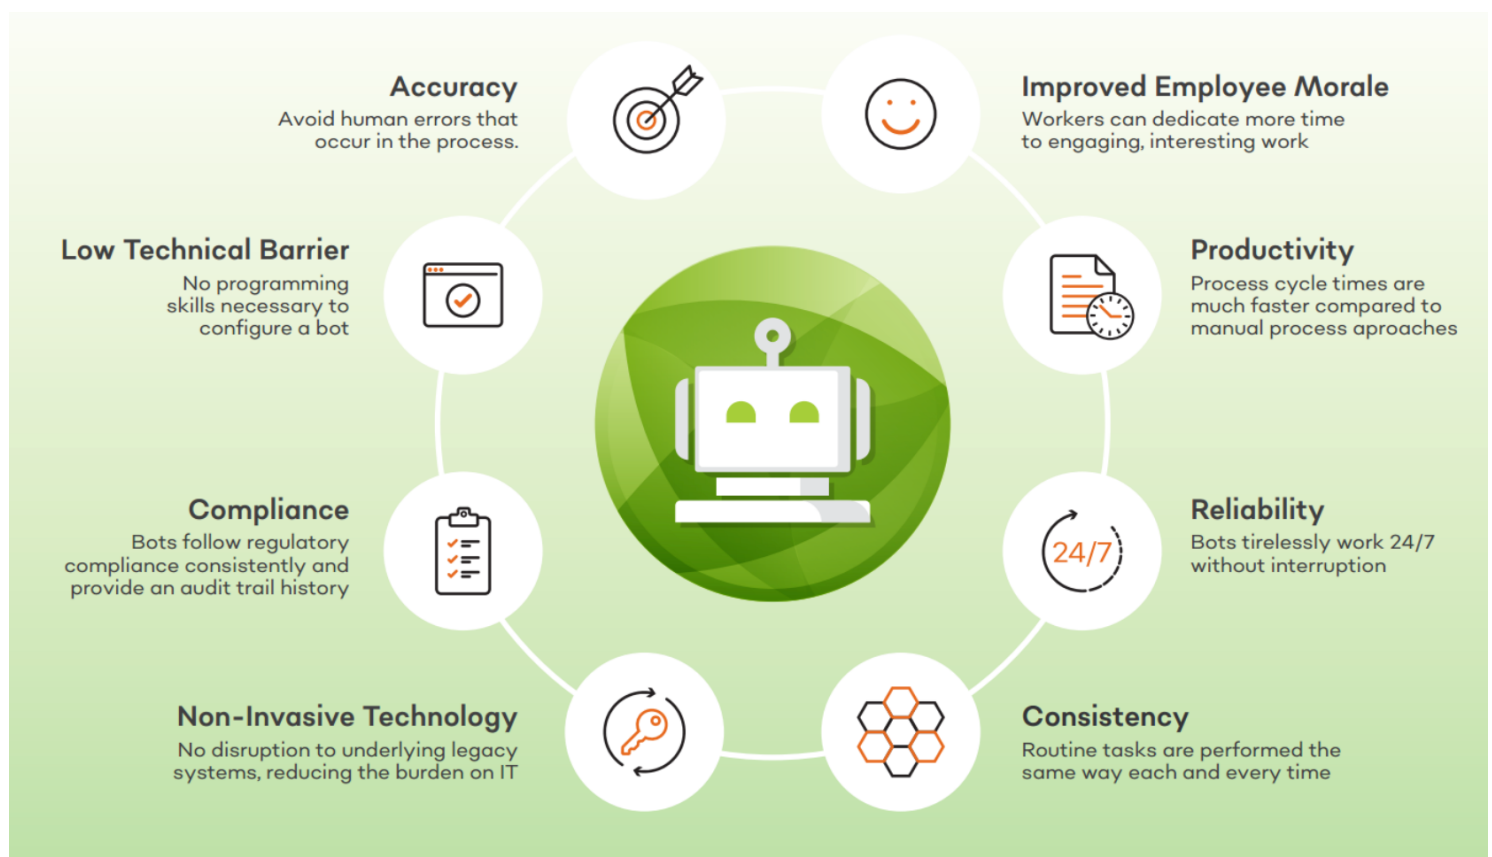 Accuracy
Avoid human errors that
occur in the process.
Improved Employee Morale
Workers can dedicate more time
to engaging, interesting work
Low Technical Barrier
No programming
skills necessary to
configure a bot
Productivity
Process cycle times are
much faster compared to
manual process aproaches
Compliance
Bots follow regulatory
compliance consistently and
provide an audit trail history
24/7
Reliability
Bots tirelessly work 24/7
without interruption
Non-Invasive Technology
No disruption to underlying legacy
systems, reducing the burden on IT
Consistency
Routine tasks are performed the
same way each and every time